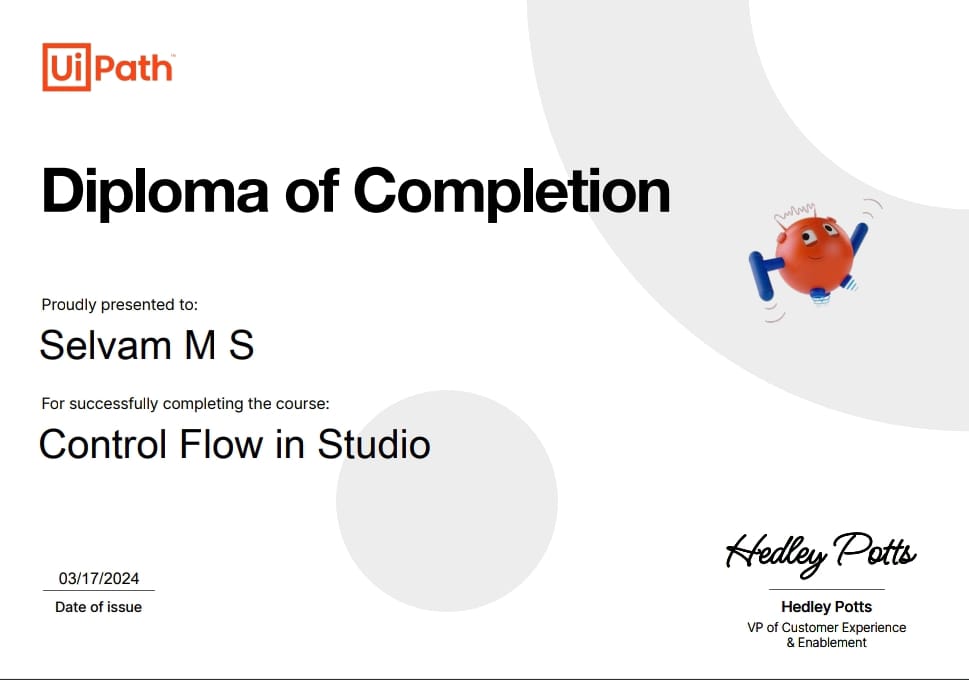 UiPath™
Diploma of Completion
Proudly presented to:
Selvam M S
For successfully completing the course:
Control Flow in Studio
03/17/2024
Date of issue
Hedley Potts
Hedley Potts
VP of Customer Experience
& Enablement